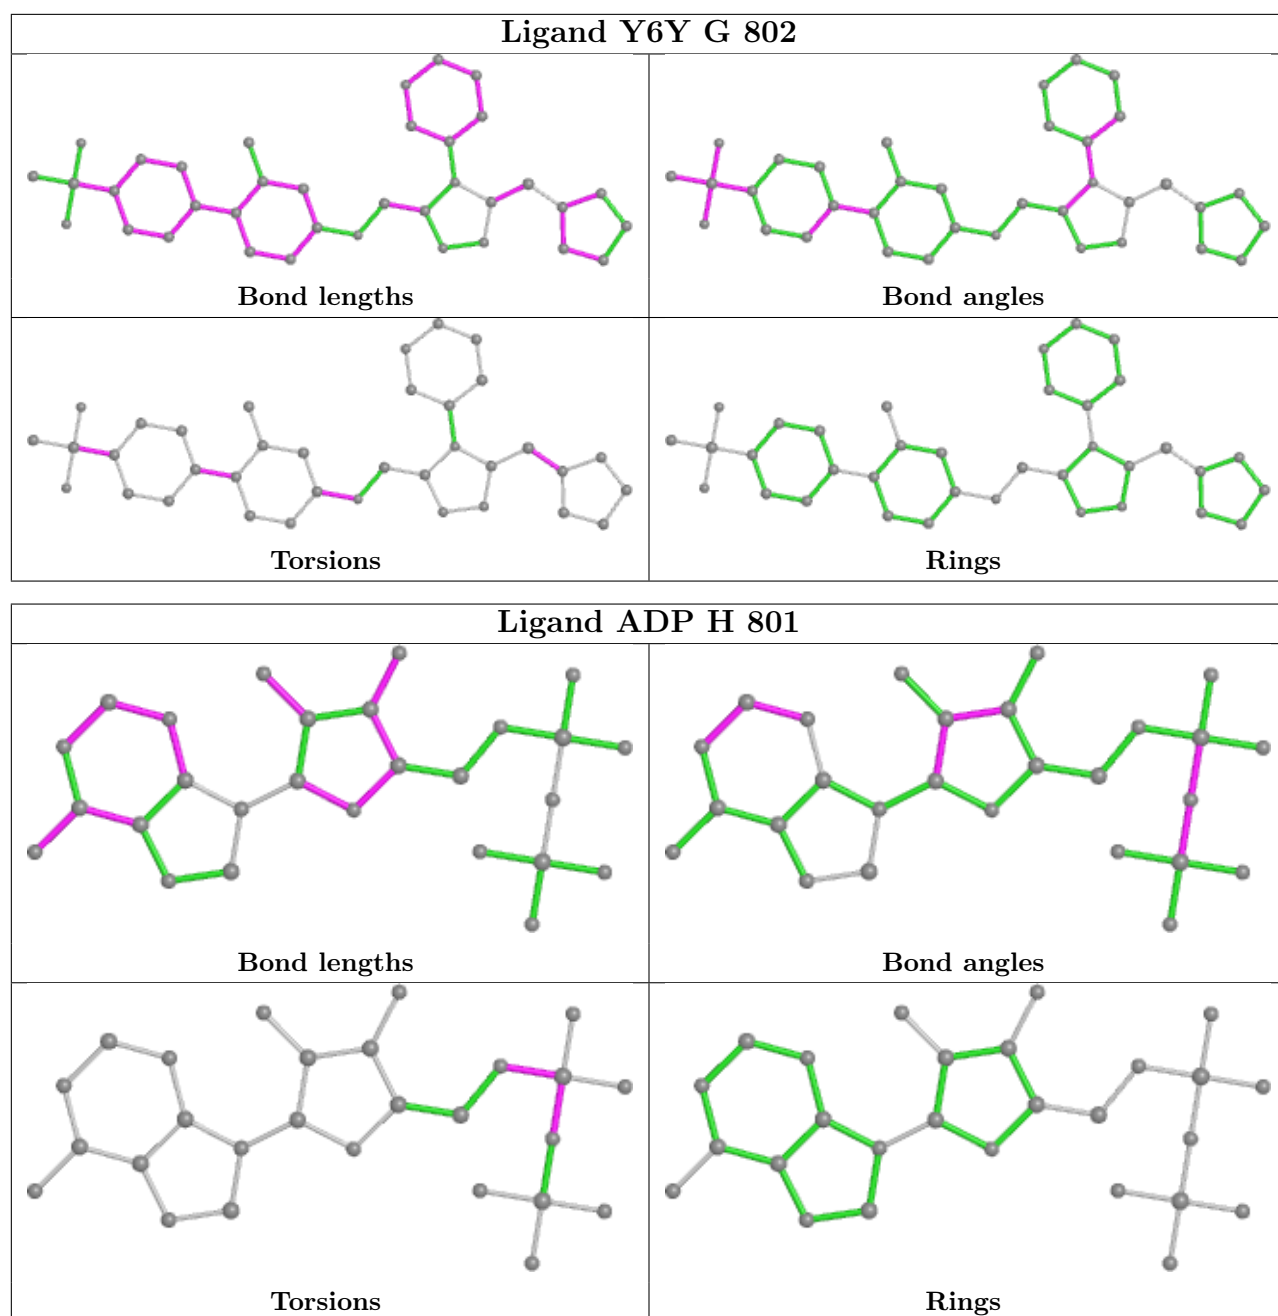 Ligand Y6Y G 802
Bond lengths
Bond angles
Torsions
Rings
Ligand ADP H 801
Bond lengths
Bond angles
Torsions
Rings